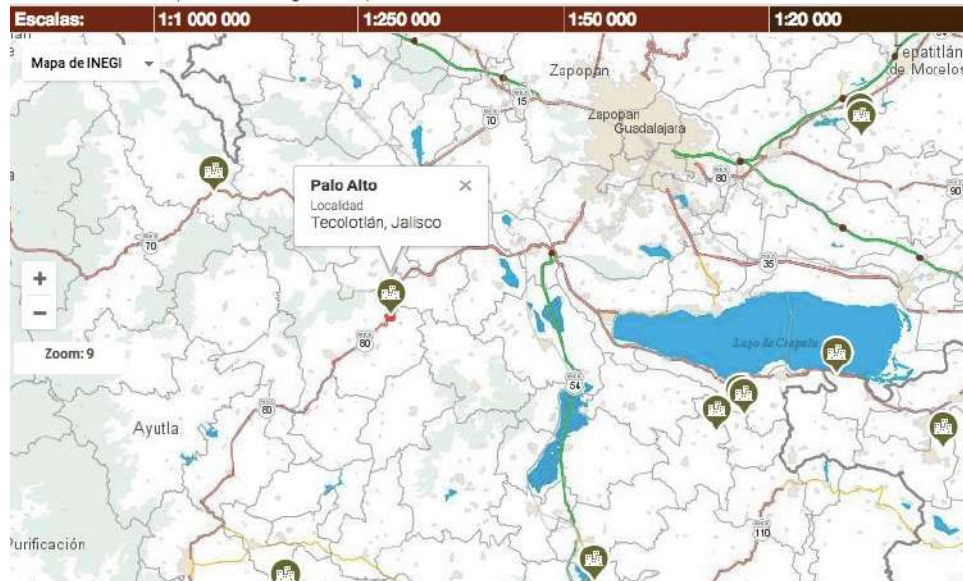 Escalas:
1:1 000 000
1:250 000
1:50 000
1:20 000
Mapa de INEGI
Zapopan
Tepatitlán
de Morelos
15
70
Zapopan
Guadalajara
80
90
Palo Alto
Localidad
Tecolotlán, Jalisco
70
35
+
−
80
Zoom: 9
Lago de Chapala
54
80
Ayutla
Purificación
110